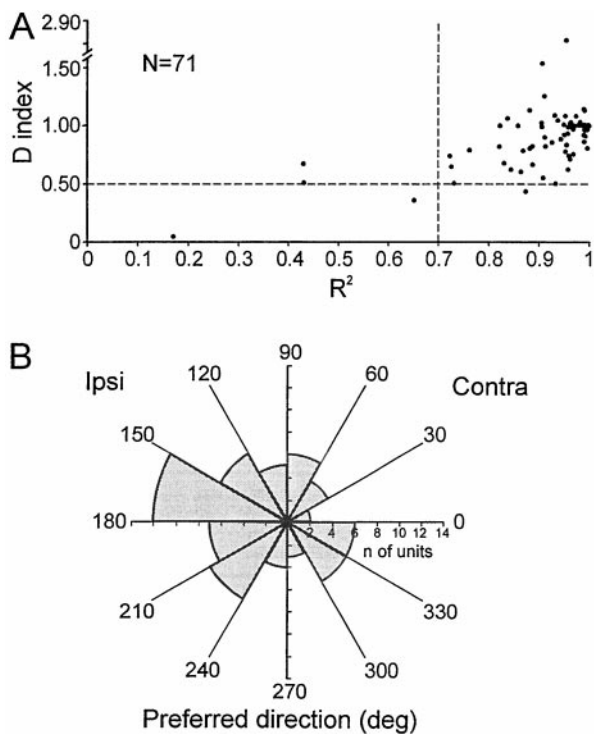 A
2.90
1.50
1.00
0.50
0
D index
N=71
0 0.1 0.2 0.3 0.4 0.5 0.6 0.7 0.8 0.9 1
R²
B
90
Ipsi 120 60 Contra
150 30
180 0
2 4 6 8 10 12 14
n of units
210 330
240 300
270
Preferred direction (deg)